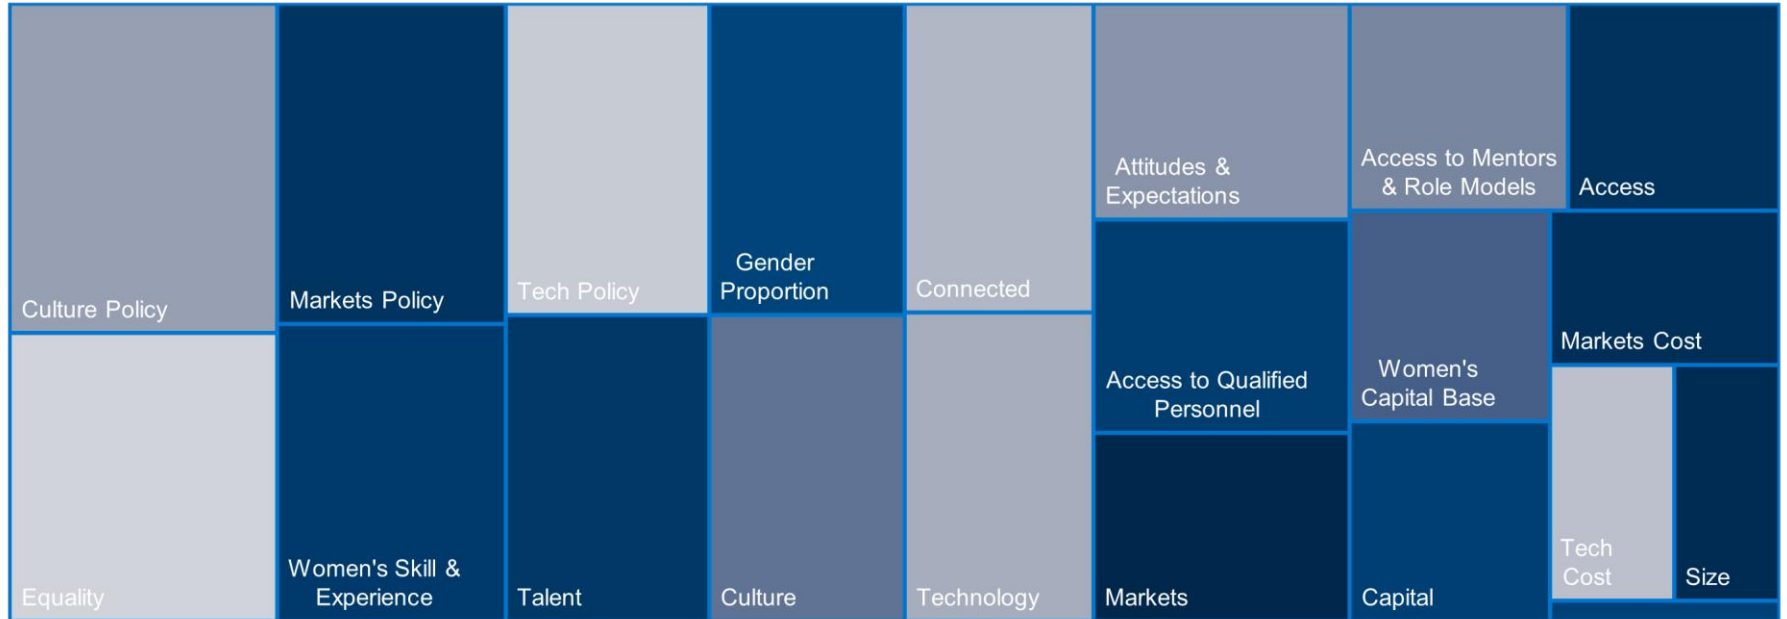 Culture Policy
Equality
Markets Policy
Women's Skill &
Experience
Tech Policy
Talent
Gender
Proportion
Culture
Connected
Technology
Attitudes &
Expectations
Access to Qualified
Personnel
Markets
Access to Mentors
& Role Models
Access
Women's
Capital Base
Capital
Markets Cost
Tech
Cost
Size